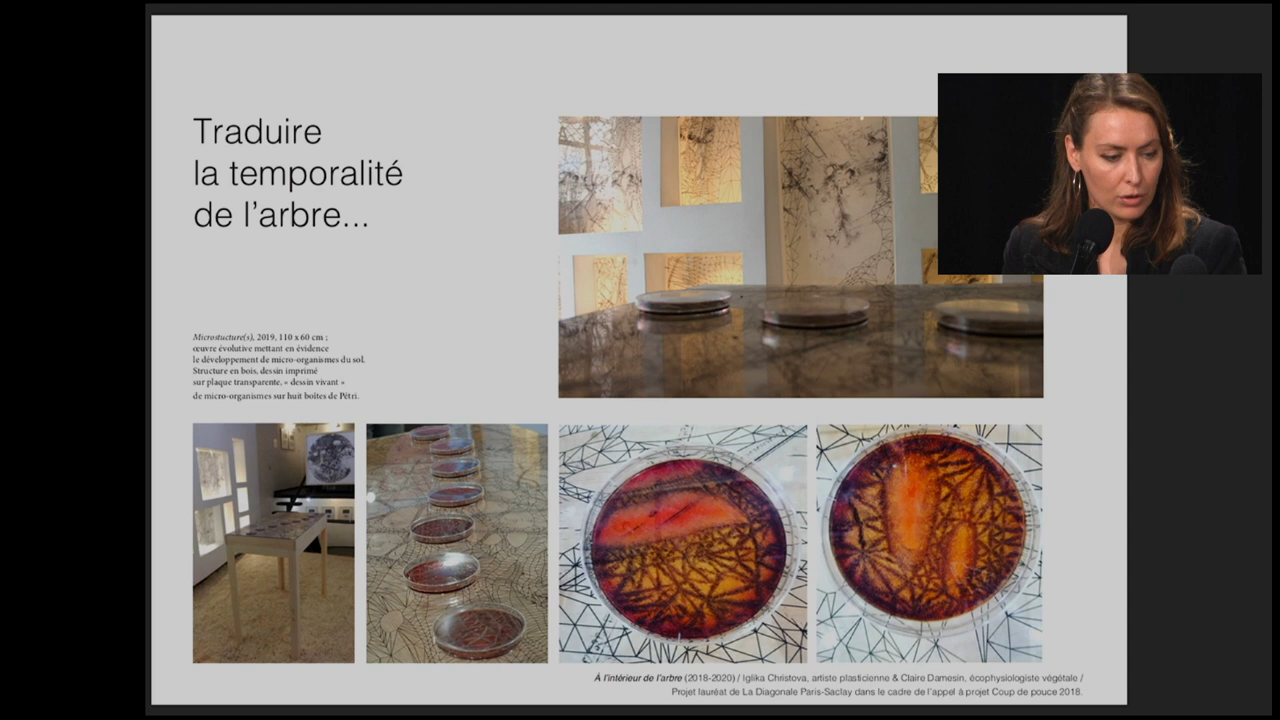 Traduire
la temporalité
de l'arbre...
Microstucture(s), 2019, 110 x 60 cm ;
œuvre évolutive mettant en évidence
le développement de micro-organismes du sol.
Structure en bois, dessin imprimé
sur plaque transparente, « dessin vivant »
de micro-organismes sur huit boîtes de Pétri.
À l'intérieur de l'arbre (2018-2020) / Iglika Christova, artiste plasticienne & Claire Damesin, écophysiologiste végétale /
Projet lauréat de La Diagonale Paris-Saclay dans le cadre de l'appel à projet Coup de pouce 2018.